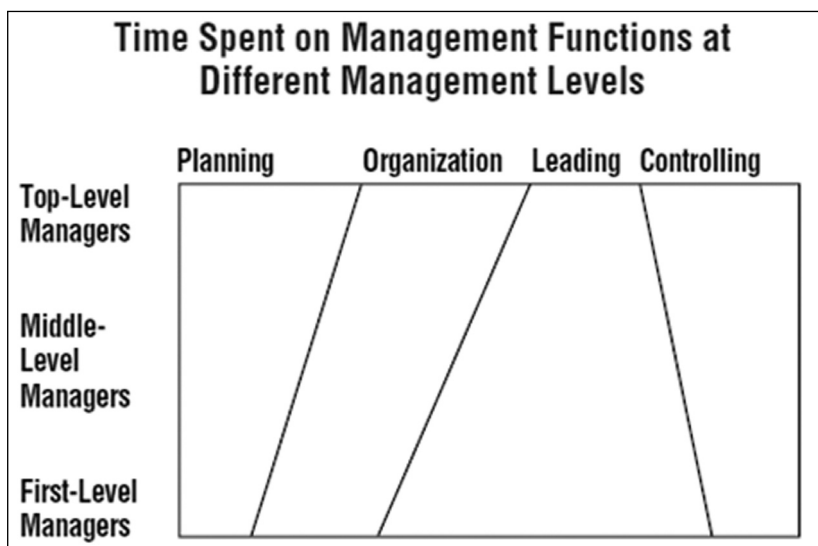 Time Spent on Management Functions at
Different Management Levels
Planning Organization Leading Controlling
Top-Level
Managers
Middle-
Level
Managers
First-Level
Managers